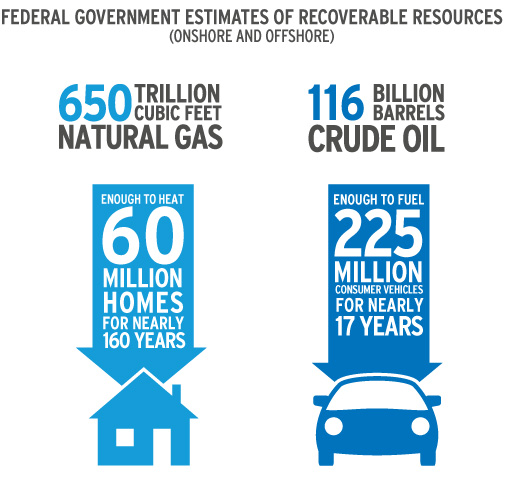 FEDERAL GOVERNMENT ESTIMATES OF RECOVERABLE RESOURCES
(ONSHORE AND OFFSHORE)
650 TRILLION
CUBIC FEET
NATURAL GAS
116 BILLION
BARRELS
CRUDE OIL
ENOUGH TO HEAT
60
MILLION
HOMES
FOR NEARLY
160 YEARS
ENOUGH TO FUEL
225
MILLION
CONSUMER VEHICLES
FOR NEARLY
17 YEARS